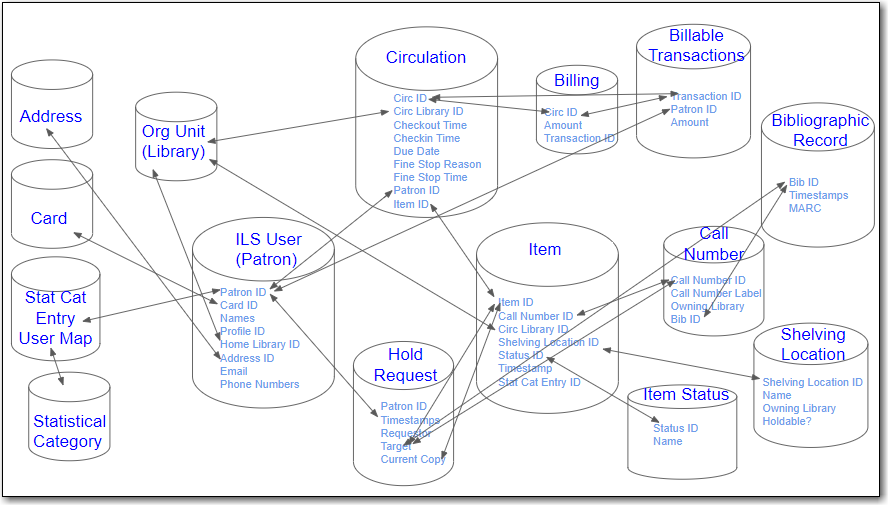 Address
Card
Stat Cat
Entry
User Map
Statistical
Category
Org Unit
(Library)
ILS User
(Patron)
Patron ID
Card ID
Names
Profile ID
Home Library ID
Address ID
Email
Phone Numbers
Circulation
Circ ID
Circ Library ID
Checkout Time
Checkin Time
Due Date
Fine Stop Reason
Fine Stop Time
Patron ID
Item ID
Hold
Request
Patron ID
Timestamps
Requestor
Target
Current Copy
Billing
Circ ID
Amount
Transaction ID
Item
Item ID
Call Number ID
Circ Library ID
Shelving Location ID
Status ID
Timestamp
Stat Cat Entry ID
Billable
Transactions
Transaction ID
Patron ID
Amount
Call
Number
Call Number ID
Call Number Label
Owning Library
Bib ID
Item Status
Status ID
Name
Bibliographic
Record
Bib ID
Timestamps
MARC
Shelving
Location
Shelving Location ID
Name
Owning Library
Holdable?